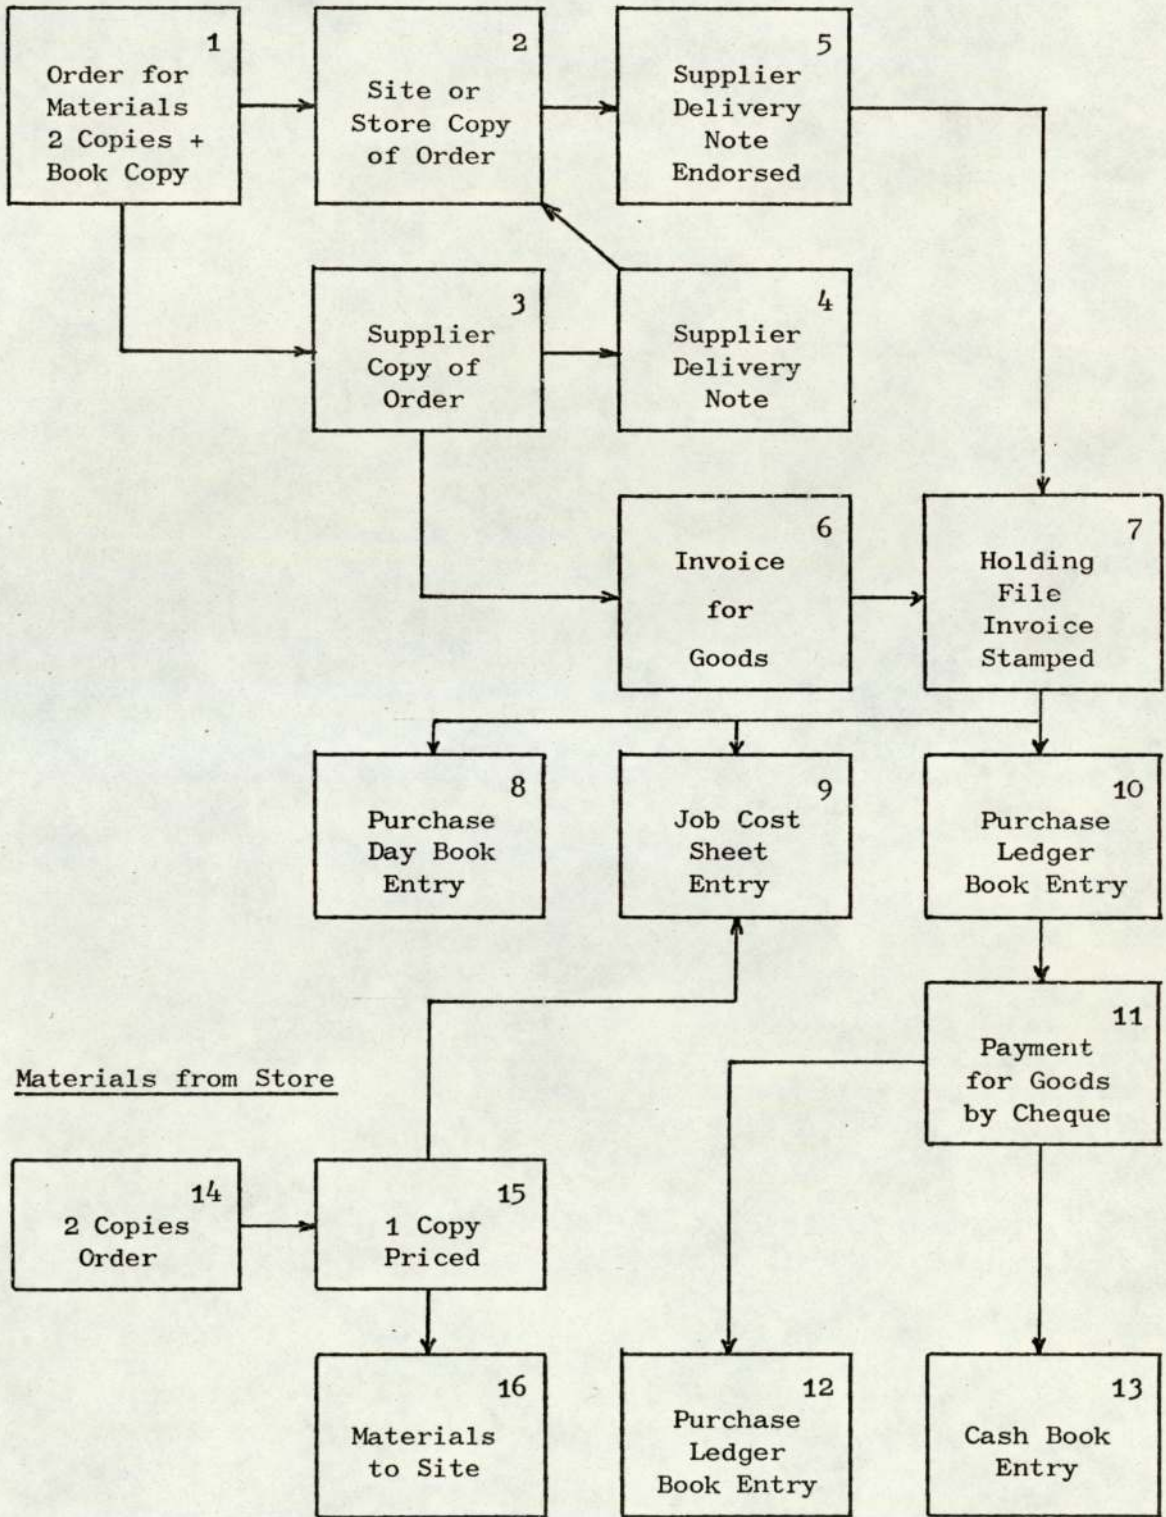 1
Order for
Materials
2 Copies +
Book Copy
2
Site or
Store Copy
of Order
5
Supplier
Delivery
Note
Endorsed
3
Supplier
Copy of
Order
4
Supplier
Delivery
Note
6
Invoice
for
Goods
7
Holding
File
Invoice
Stamped
8
Purchase
Day Book
Entry
9
Job Cost
Sheet
Entry
10
Purchase
Ledger
Book Entry
11
Payment
for Goods
by Cheque
Materials from Store
14
2 Copies
Order
15
1 Copy
Priced
16
Materials
to Site
12
Purchase
Ledger
Book Entry
13
Cash Book
Entry